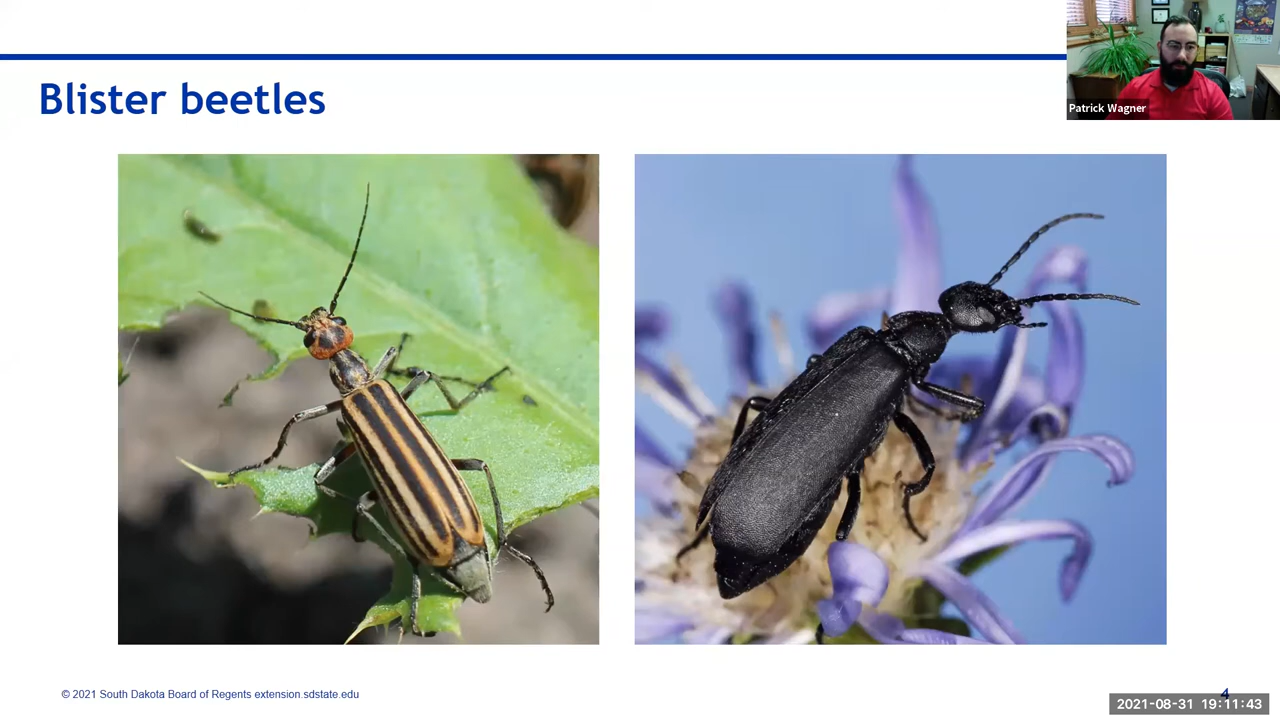 Blister beetles
Patrick Wagner
© 2021 South Dakota Board of Regents extension.sdstate.edu
4
2021-08-31 19:11:43